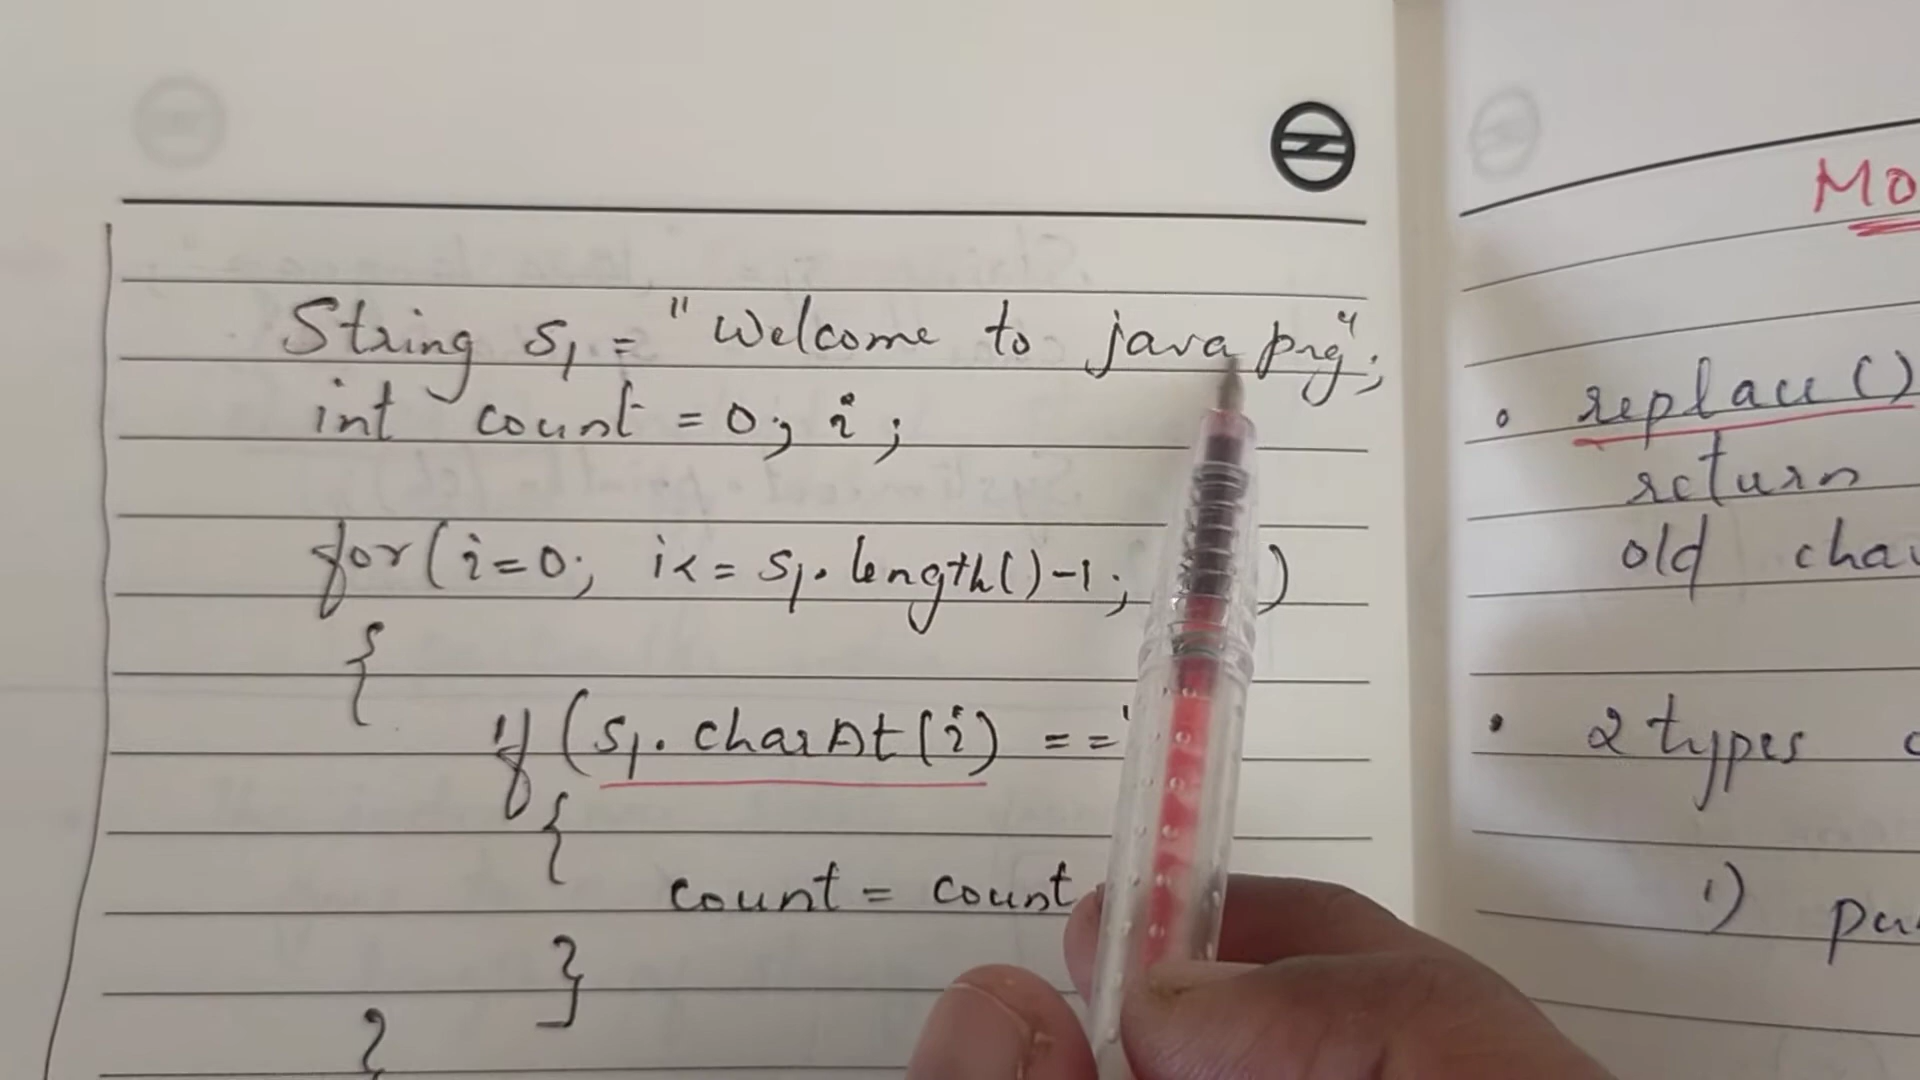 String s1 = "Welcome to java prg";
int count = 0; i;
for(i=0; i<= s1.length()-1; )
{
if (s1.charAt(i) == '
{
count = count
}
}
MO
• replace()
return
old cha
• 2 types
1)